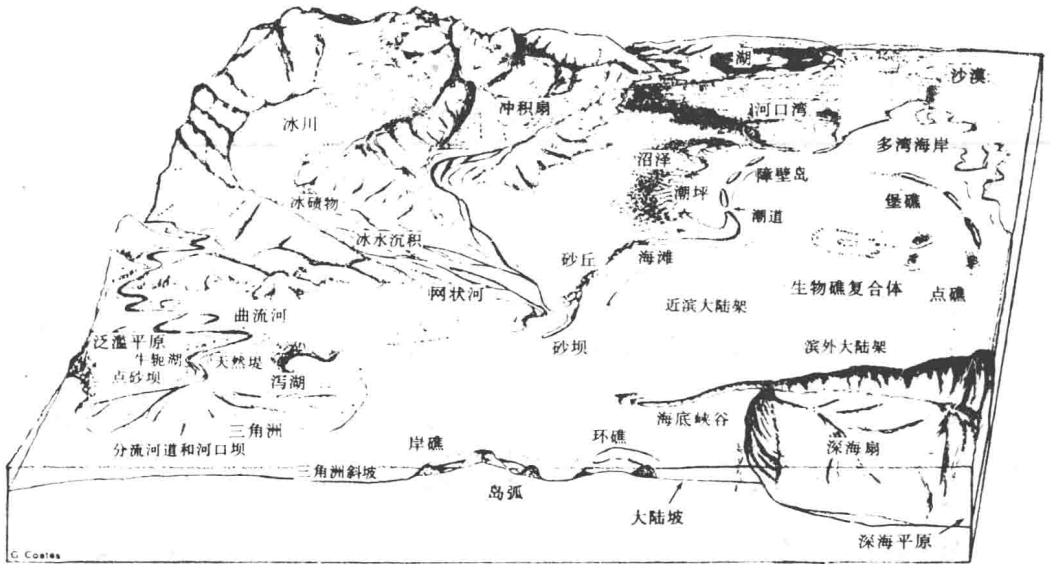 湖
沙漠
冲积扇
河口湾
冰川
多湾海岸
沼泽
障壁岛
潮坪
堡礁
冰碛物
潮道
冰水沉积
砂丘
海滩
网状河
生物礁复合体
点礁
近滨大陆架
曲流河
泛滥平原
砂坝
滨外大陆架
牛轭湖
天然堤
点砂坝
泻湖
海底峡谷
三角洲
分流河道和河口坝
岸礁
环礁
深海扇
三角洲斜坡
岛弧
大陆坡
深海平原
G Coates